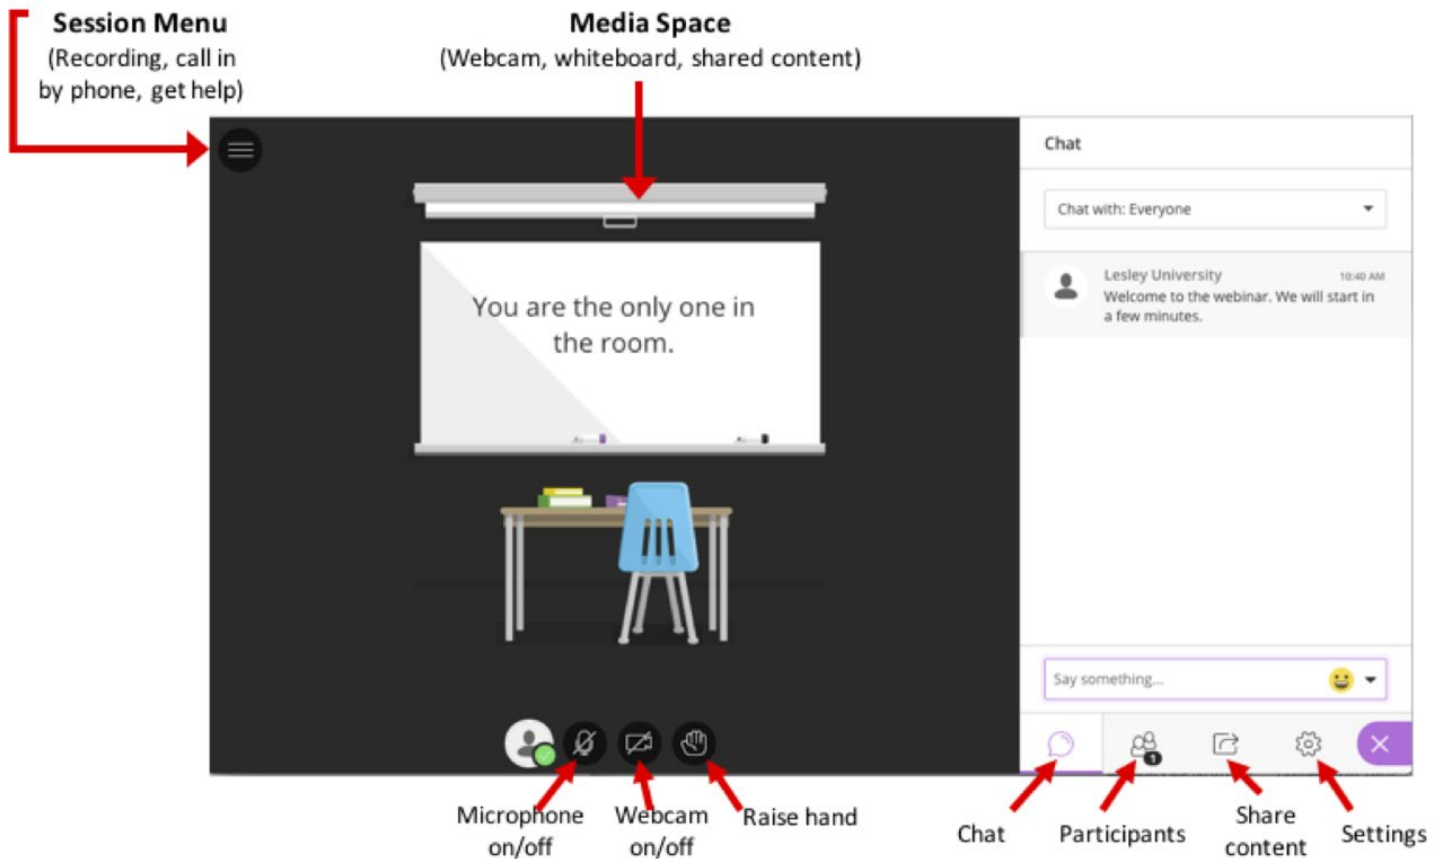 Session Menu
(Recording, call in
by phone, get help)
Media Space
(Webcam, whiteboard, shared content)
Chat
Chat with: Everyone
Lesley University
10:40 AM
Welcome to the webinar. We will start in
a few minutes.
You are the only one in
the room.
Say something...
1
Microphone
on/off
Webcam
on/off
Raise hand
Chat
Participants
Share
content
Settings